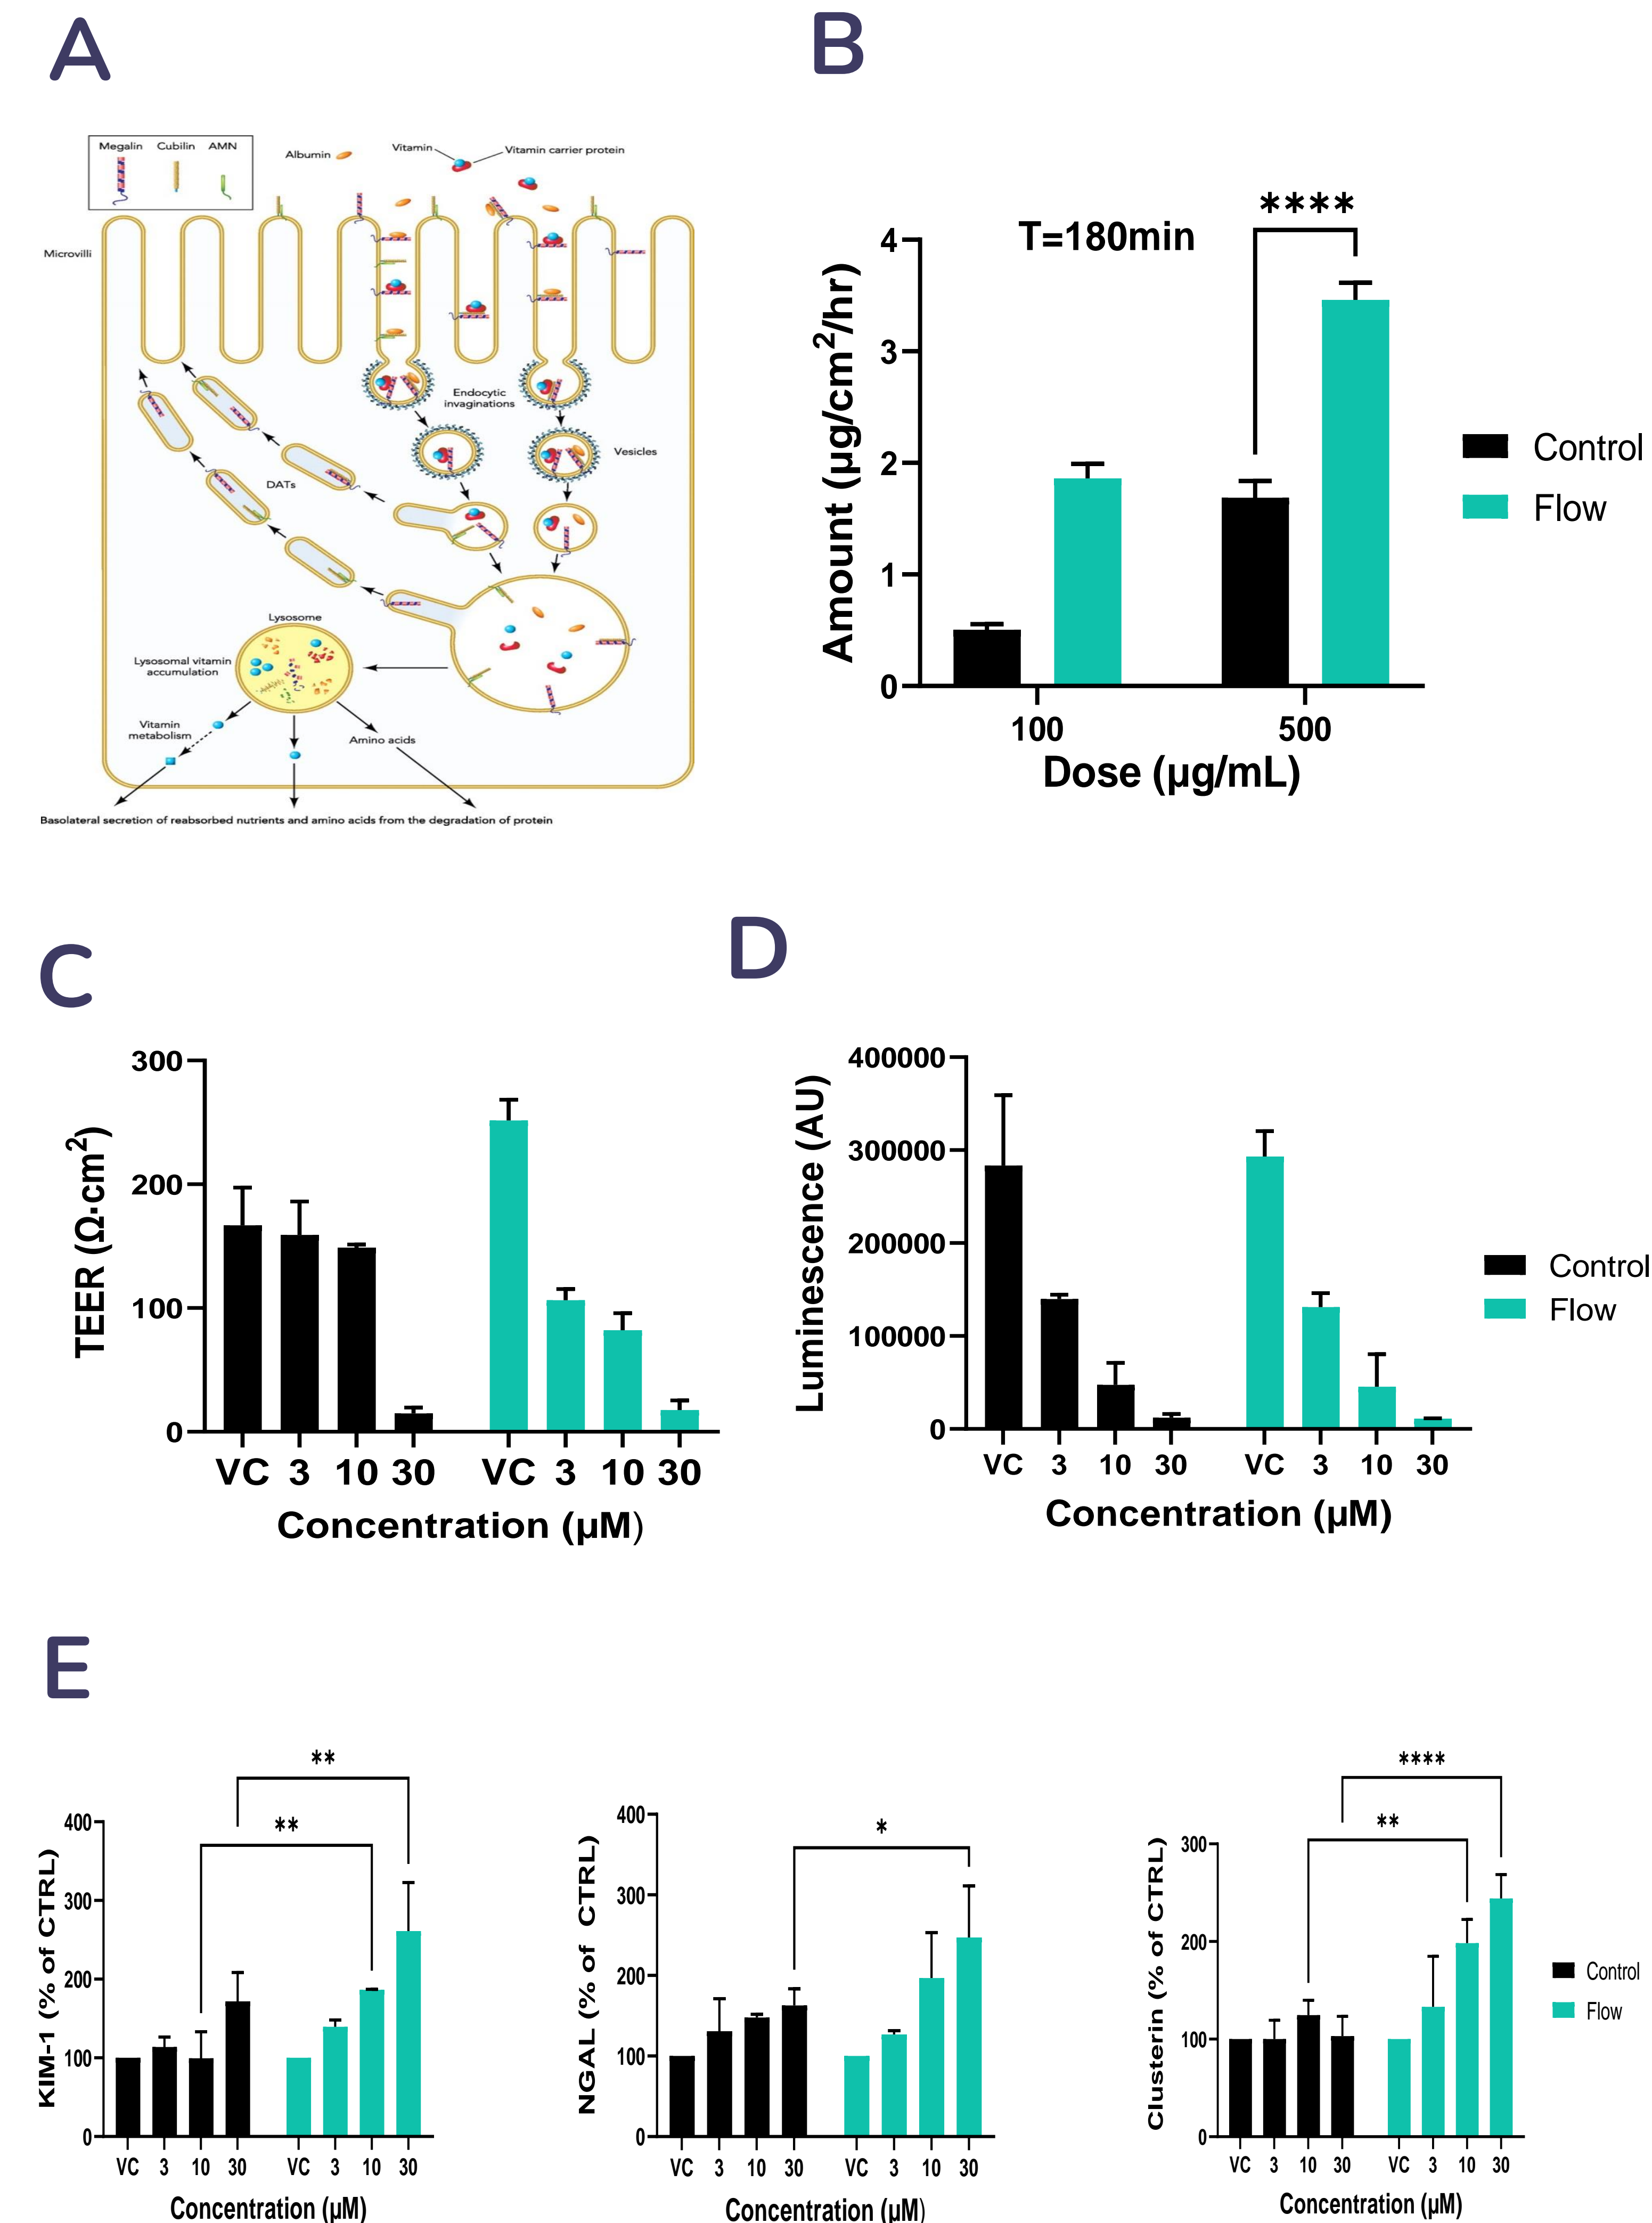 A
Megalin Cubilin AMN
Albumin
Vitamin
Vitamin carrier protein
Microvilli
Endocytic
invaginations
Vesicles
DATs
Lysosome
Lysosomal vitamin
accumulation
Vitamin
metabolism
Amino acids
Basolateral secretion of reabsorbed nutrients and amino acids from the degradation of protein
B
****
T=180min
4
3
2
1
0
Amount (µg/cm²/hr)
100 500
Dose (µg/mL)
Control
Flow
C
300
200
100
0
TEER (Ω·cm²)
VC 3 10 30 VC 3 10 30
Concentration (µM)
D
400000
300000
200000
100000
0
Luminescence (AU)
VC 3 10 30 VC 3 10 30
Concentration (µM)
Control
Flow
E
**
**
400
300
200
100
0
KIM-1 (% of CTRL)
VC 3 10 30 VC 3 10 30
Concentration (µM)
*
400
300
200
100
0
NGAL (% of CTRL)
VC 3 10 30 VC 3 10 30
Concentration (µM)
****
**
300
200
100
0
Clusterin (% of CTRL)
VC 3 10 30 VC 3 10 30
Concentration (µM)
Control
Flow